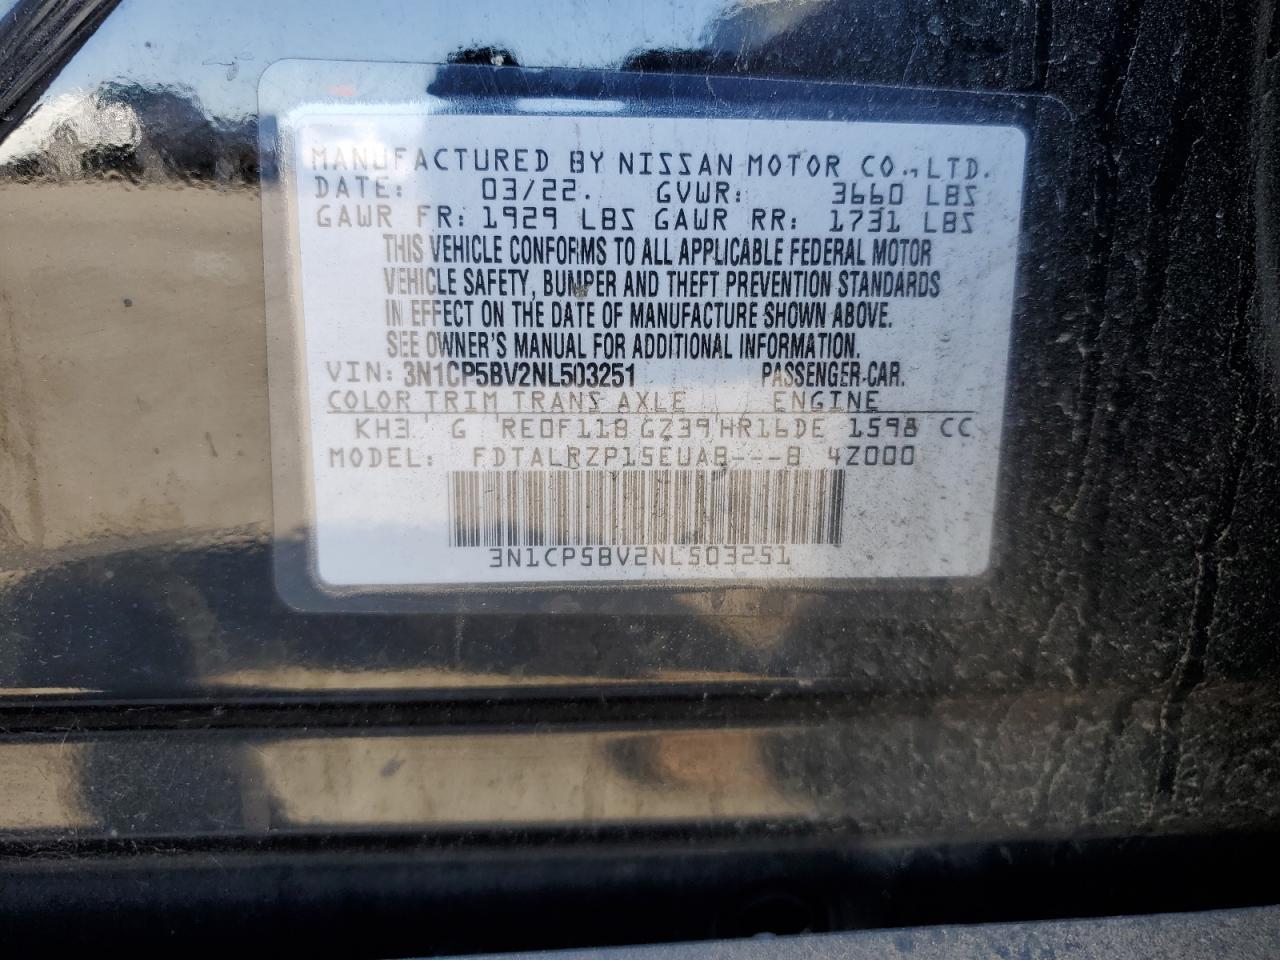 MANUFACTURED BY NISSAN MOTOR CO., LTD.
DATE: 03/22. GVWR: 3660 LBS
GAWR FR: 1929 LBS GAWR RR: 1731 LBS
THIS VEHICLE CONFORMS TO ALL APPLICABLE FEDERAL MOTOR
VEHICLE SAFETY, BUMPER AND THEFT PREVENTION STANDARDS
IN EFFECT ON THE DATE OF MANUFACTURE SHOWN ABOVE.
SEE OWNER'S MANUAL FOR ADDITIONAL INFORMATION.
VIN: 3N1CP5BV2NL503251 PASSENGER-CAR.
COLOR TRIM TRANS AXLE ENGINE
KH3 G RE0F11B GZ39 HR16DE 1598 CC
MODEL: FDTALRZP15EUAB---B 4Z000
3N1CP5BV2NL503251